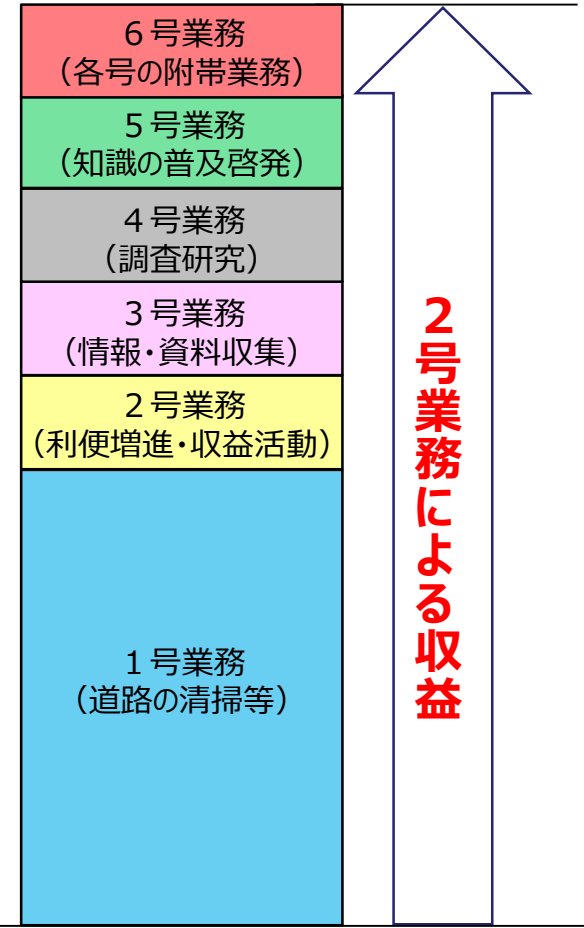 ６号業務
（各号の附帯業務）
５号業務
（知識の普及啓発）
４号業務
（調査研究）
３号業務
（情報・資料収集）
２号業務
（利便増進・収益活動）
１号業務
（道路の清掃等）
２号業務による収益